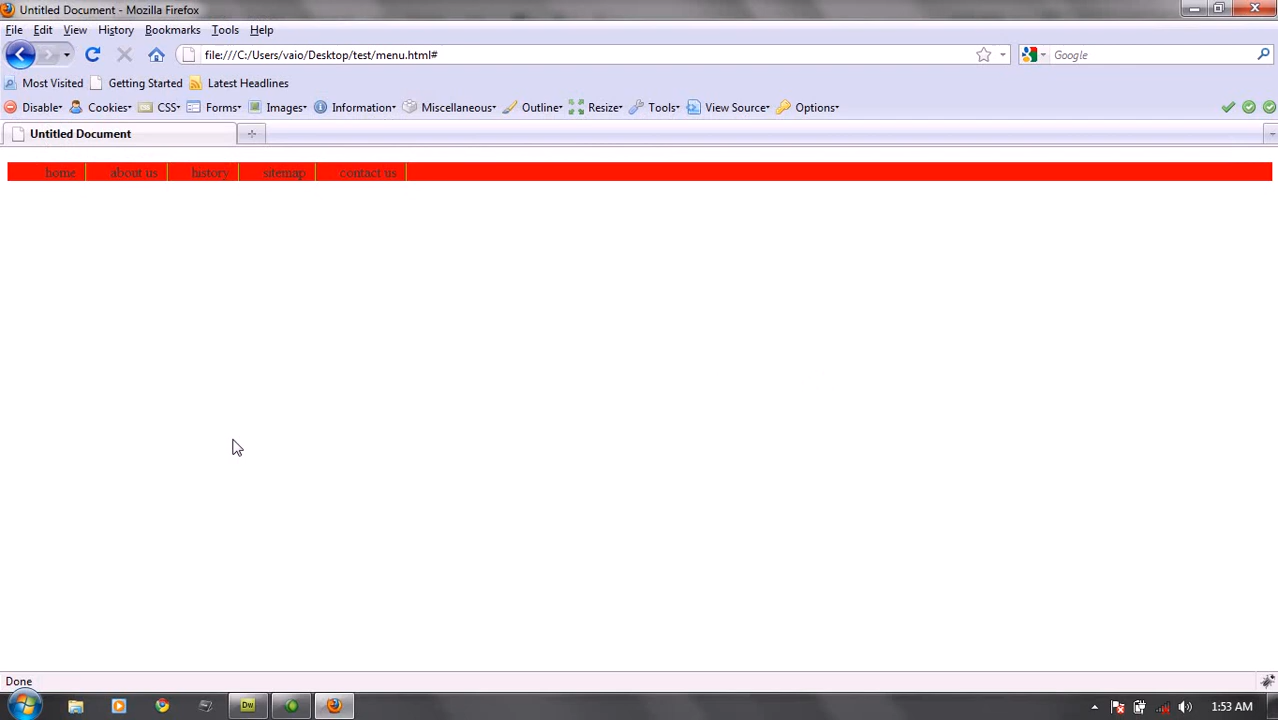 Untitled Document - Mozilla Firefox
File Edit View History Bookmarks Tools Help
file:///C:/Users/vaio/Desktop/test/menu.html# Google
Most Visited Getting Started Latest Headlines
Disable Cookies CSS Forms Images Information Miscellaneous Outline Resize Tools View Source Options
Untitled Document
home about us history sitemap contact us
Done
Dw 1:53 AM